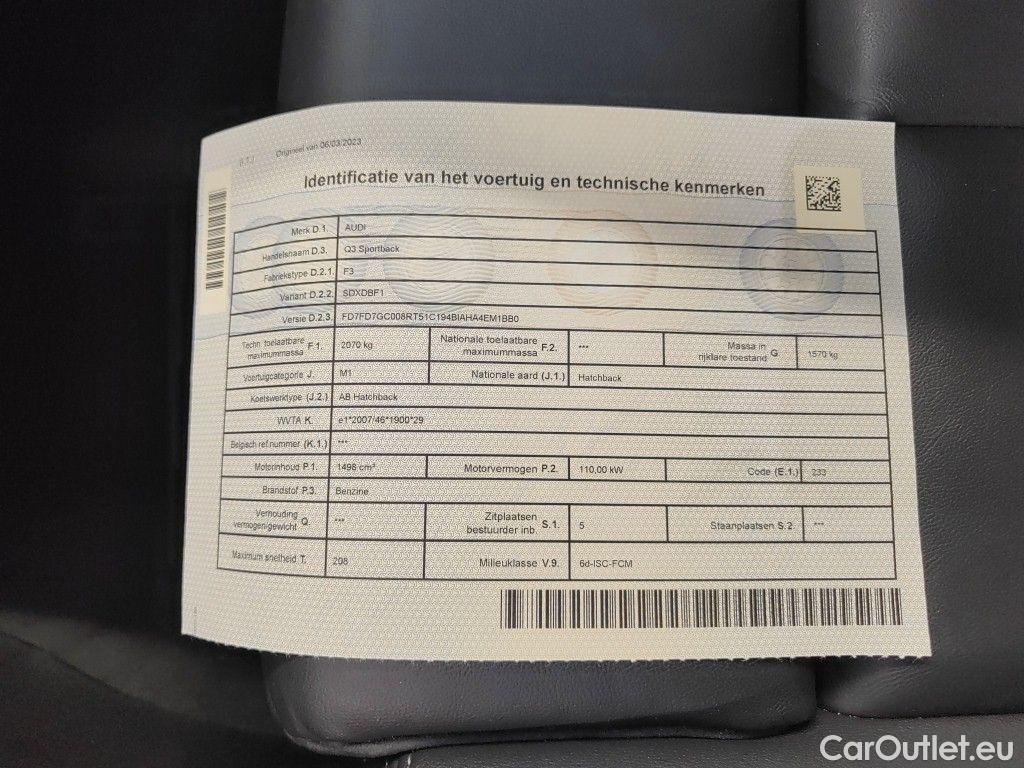 (I.T.) Origineel van 06/03/2023
Identificatie van het voertuig en technische kenmerken
Merk D.1. AUDI
Handelsnaam D.3. Q3 Sportback
Fabriekstype D.2.1. F3
Variant D.2.2. SDXDBF1
Versie D.2.3. FD7FD7GC008RT51C194BIAHA4EM1BB0
Techn. toelaatbare maximummassa F.1. 2070 kg Nationale toelaatbare maximummassa F.2. *** Massa in rijklare toestand G 1570 kg
Voertuigcategorie J. M1 Nationale aard (J.1.) Hatchback
Koetswerktype (J.2.) AB Hatchback
WVTA K. e1*2007/46*1900*29
Belgisch ref.nummer (K.1.) ***
Motorinhoud P.1. 1498 cm³ Motorvermogen P.2. 110,00 kW Code (E.1.) 233
Brandstof P.3. Benzine
Verhouding vermogen/gewicht Q. *** Zitplaatsen bestuurder inb. S.1. 5 Staanplaatsen S.2. ***
Maximum snelheid T. 208 Milieuklasse V.9. 6d-ISC-FCM
CarOutlet.eu